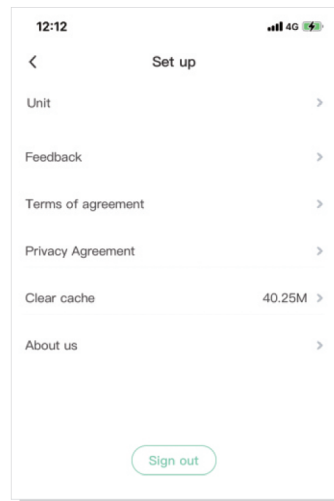 12:12 4G
Set up
Unit
Feedback
Terms of agreement
Privacy Agreement
Clear cache 40.25M
About us
Sign out